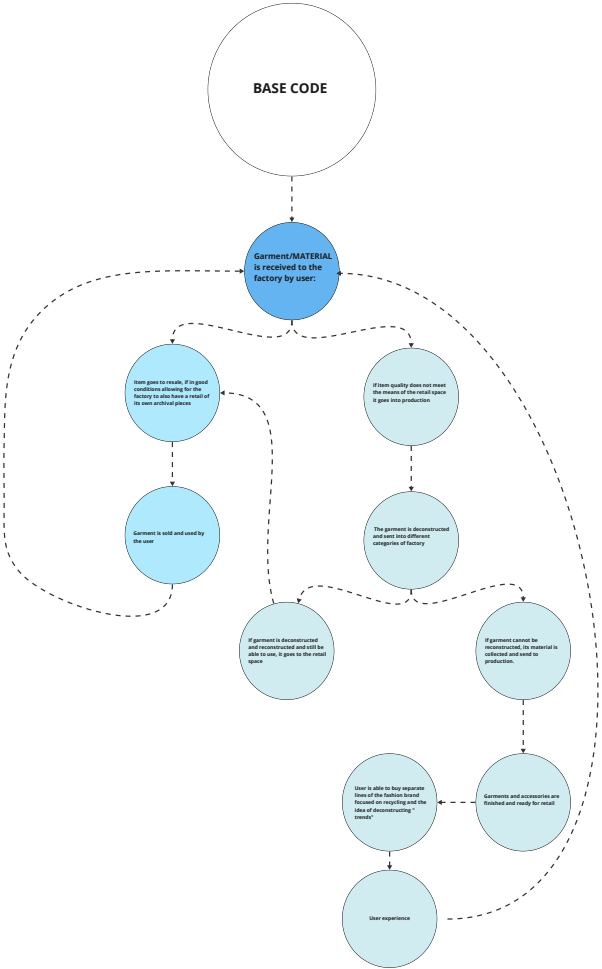 BASE CODE
Garment/MATERIAL
is received to the
factory by user:
Item goes to resale, if in good
conditions allowing for the
factory to also have a retail of
its own archival pieces
If item quality does not meet
the means of the retail space
it goes into production
Garment is sold and used by
the user
The garment is deconstructed
and sent into different
categories of factory
If garment is deconstructed
and reconstructed and still be
able to use, it goes to the retail
space
If garment cannot be
reconstructed, its material is
collected and send to
production.
User is able to buy separate
lines of the fashion brand
focused on recycling and the
idea of deconstructing "
trends"
Garments and accessories are
finished and ready for retail
User experience